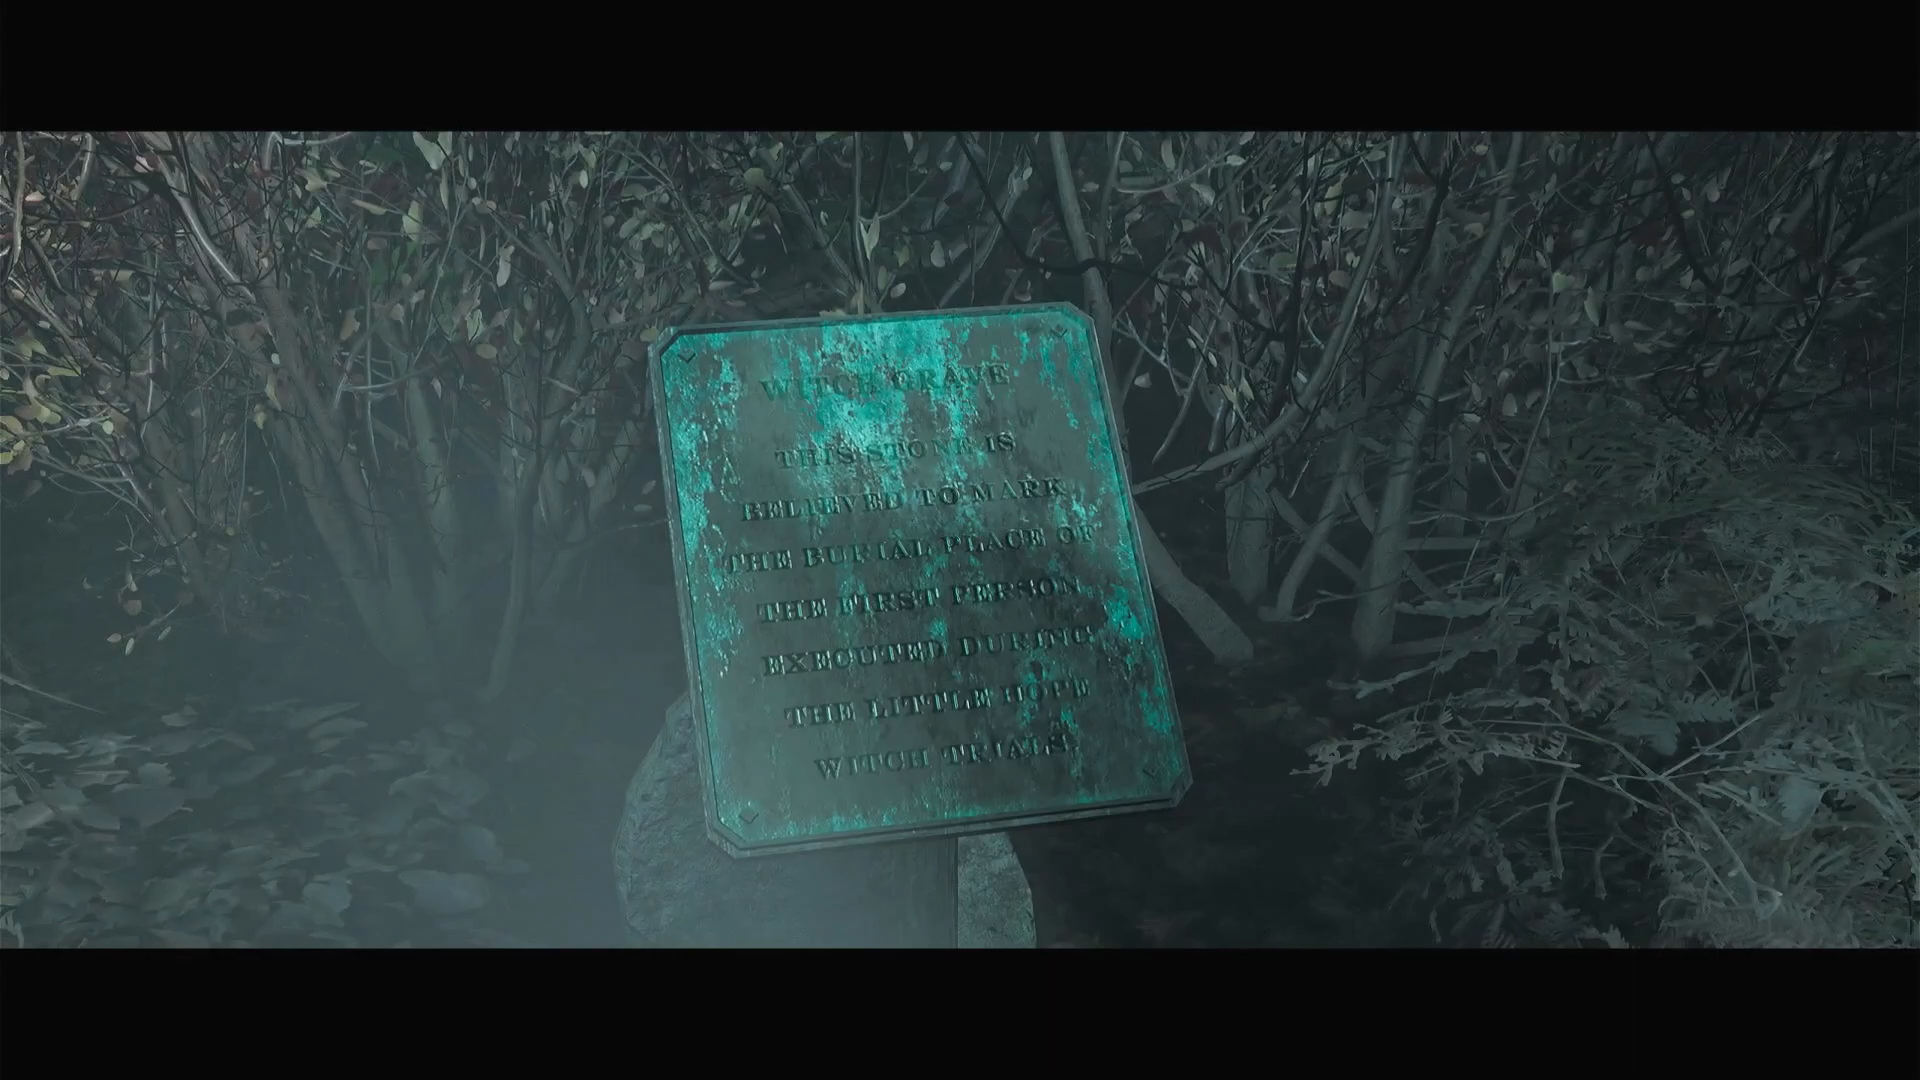 WITCH GRAVE
THIS STONE IS
BELIEVED TO MARK
THE BURIAL PLACE OF
THE FIRST PERSON
EXECUTED DURING
THE LITTLE HOPE
WITCH TRIALS.